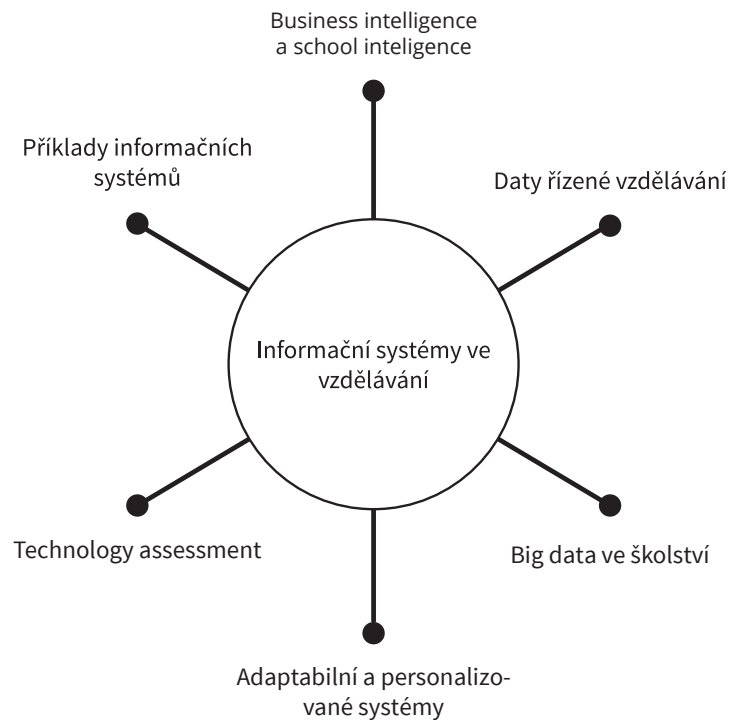 Business intelligence
a school inteligence
Příklady informačních
systémů
Daty řízené vzdělávání
Informační systémy ve
vzdělávání
Technology assessment
Big data ve školství
Adaptabilní a personalizo-
vané systémy